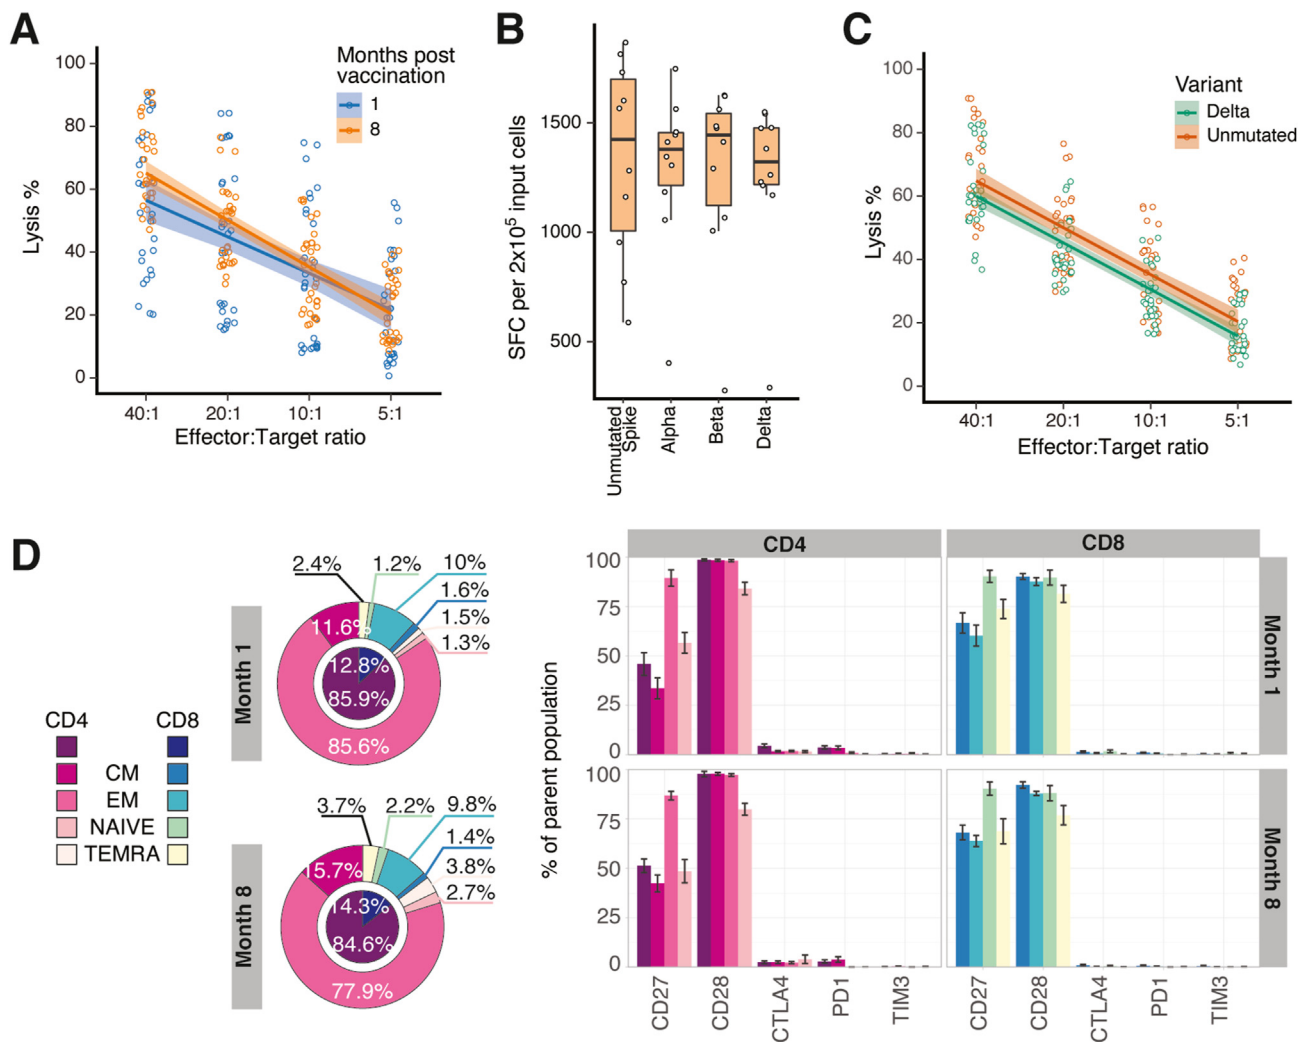 A
Months post
vaccination
1
8
100
80
60
40
20
0
Lysis %
40:1 20:1 10:1 5:1
Effector:Target ratio
B
1500
1000
500
SFC per 2x10⁵ input cells
Unmutated
Spike
Alpha
Beta
Delta
C
Variant
Delta
Unmutated
100
80
60
40
20
0
Lysis %
40:1 20:1 10:1 5:1
Effector:Target ratio
D
CD4 CD8
CM
EM
NAIVE
TEMRA
Month 1
2.4% 1.2% 10%
1.6%
1.5%
1.3%
11.6%
12.8%
85.9%
85.6%
Month 8
3.7% 2.2% 9.8%
1.4%
3.8%
2.7%
15.7%
14.3%
84.6%
77.9%
CD4 CD8
% of parent population
100
75
50
25
0
Month 1
100
75
50
25
0
Month 8
CD27 CD28 CTLA4 PD1 TIM3
CD27 CD28 CTLA4 PD1 TIM3